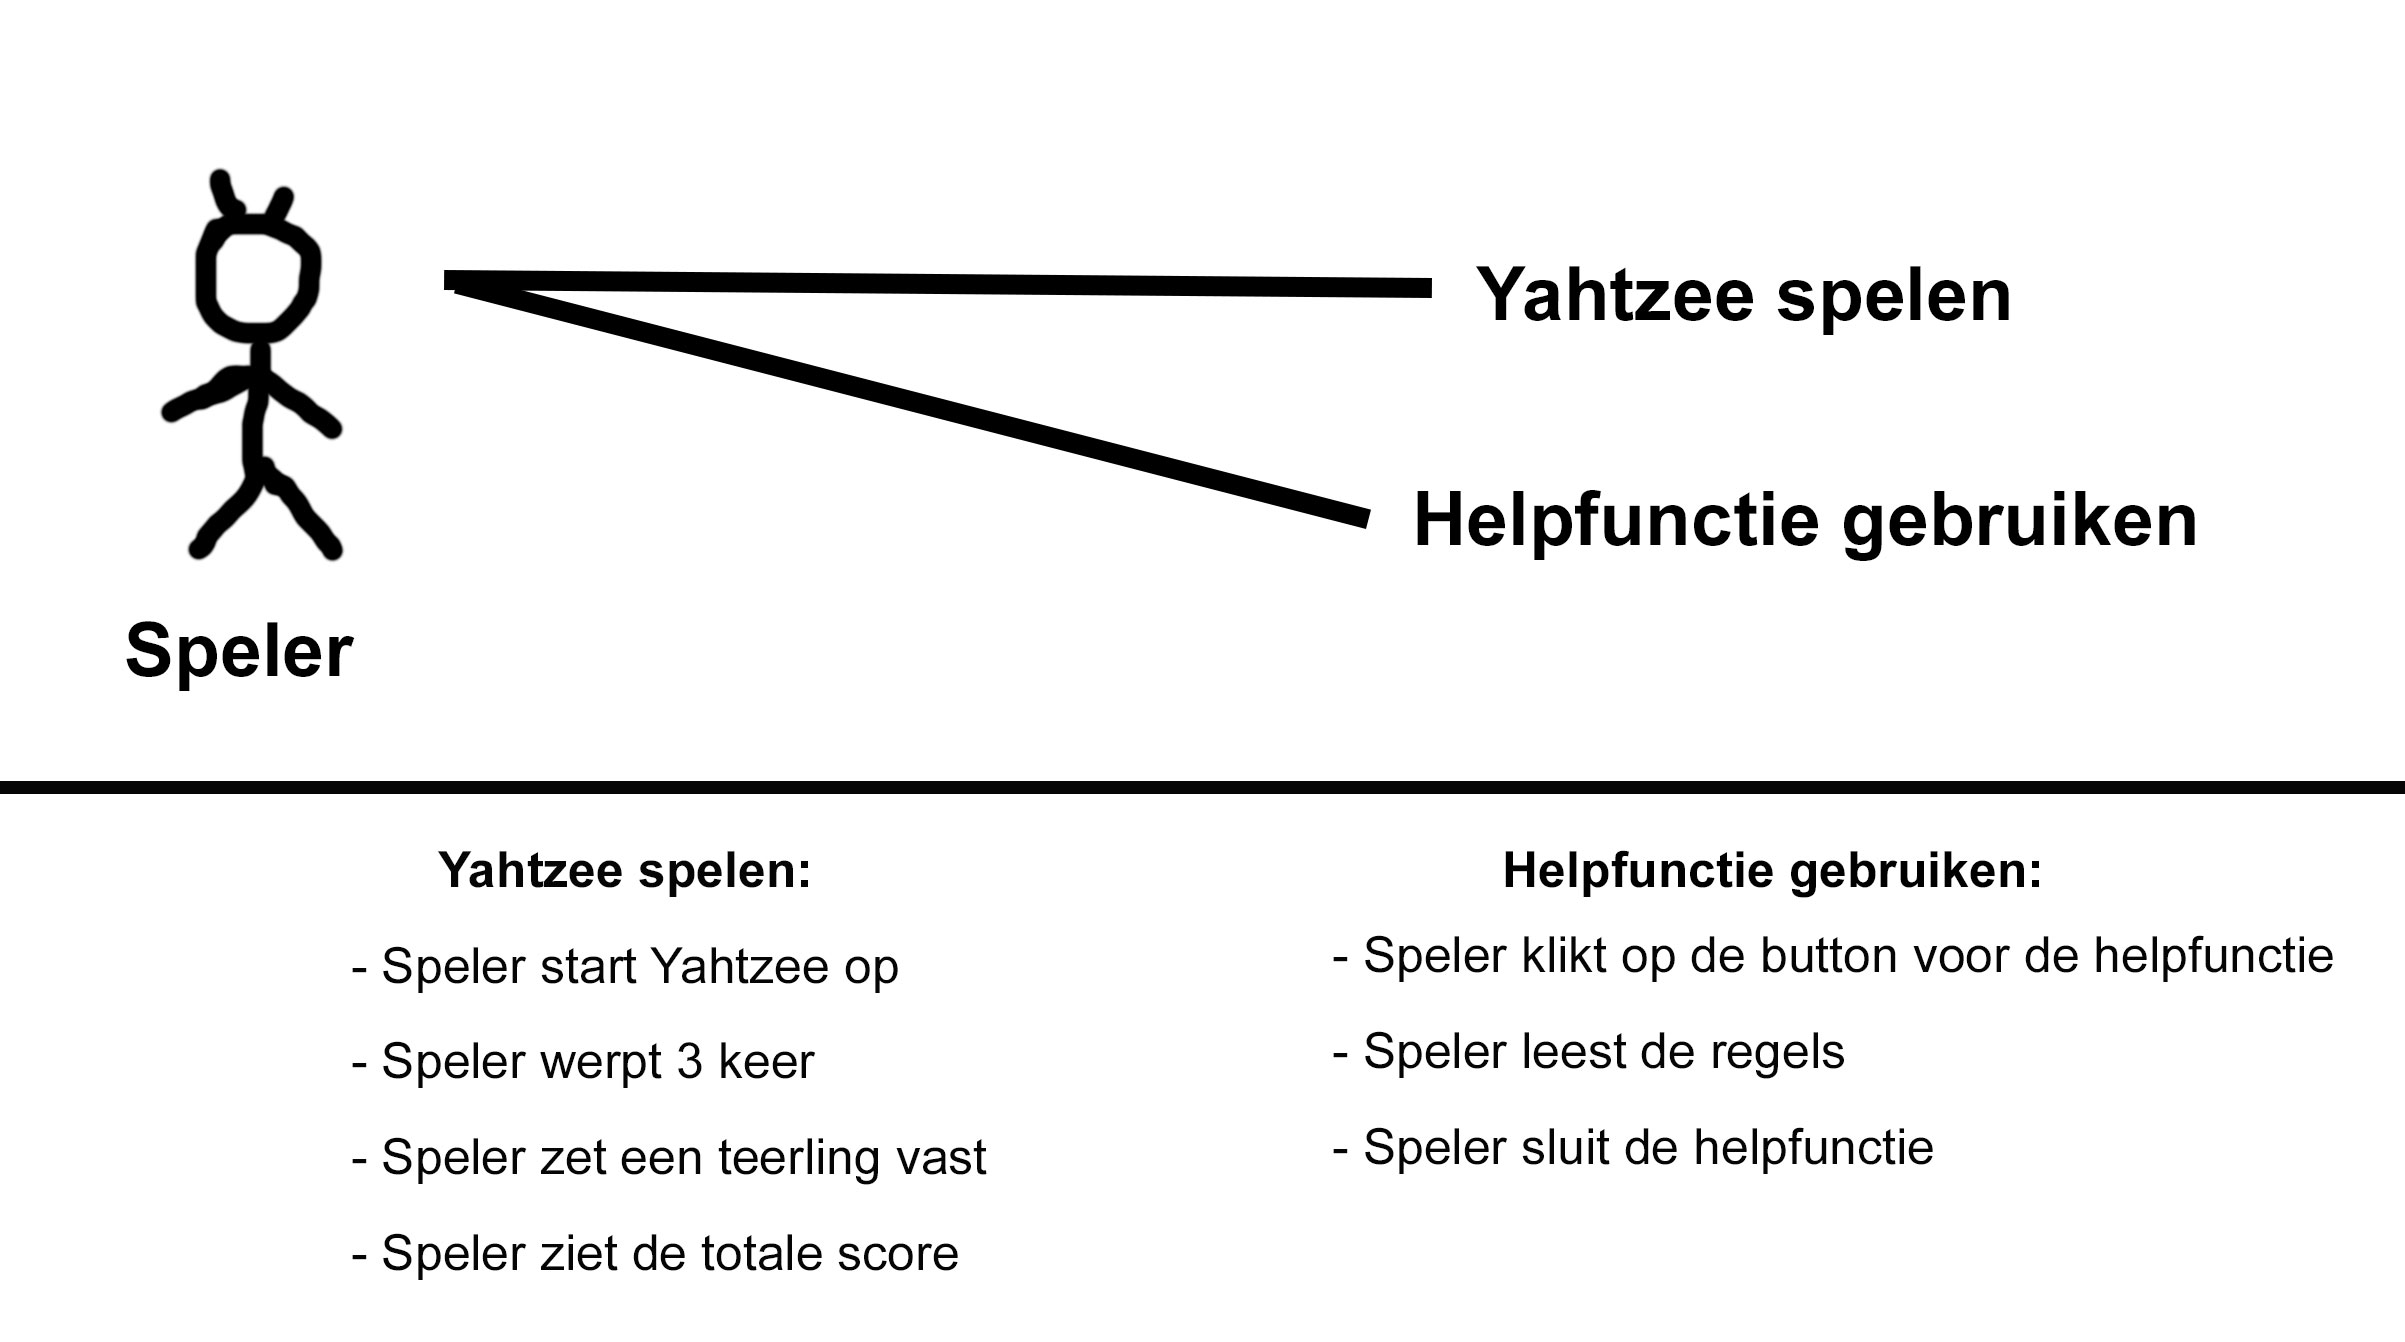 Yahtzee spelen
Helpfunctie gebruiken
Speler
Yahtzee spelen:
- Speler start Yahtzee op
- Speler werpt 3 keer
- Speler zet een teerling vast
- Speler ziet de totale score
Helpfunctie gebruiken:
- Speler klikt op de button voor de helpfunctie
- Speler leest de regels
- Speler sluit de helpfunctie